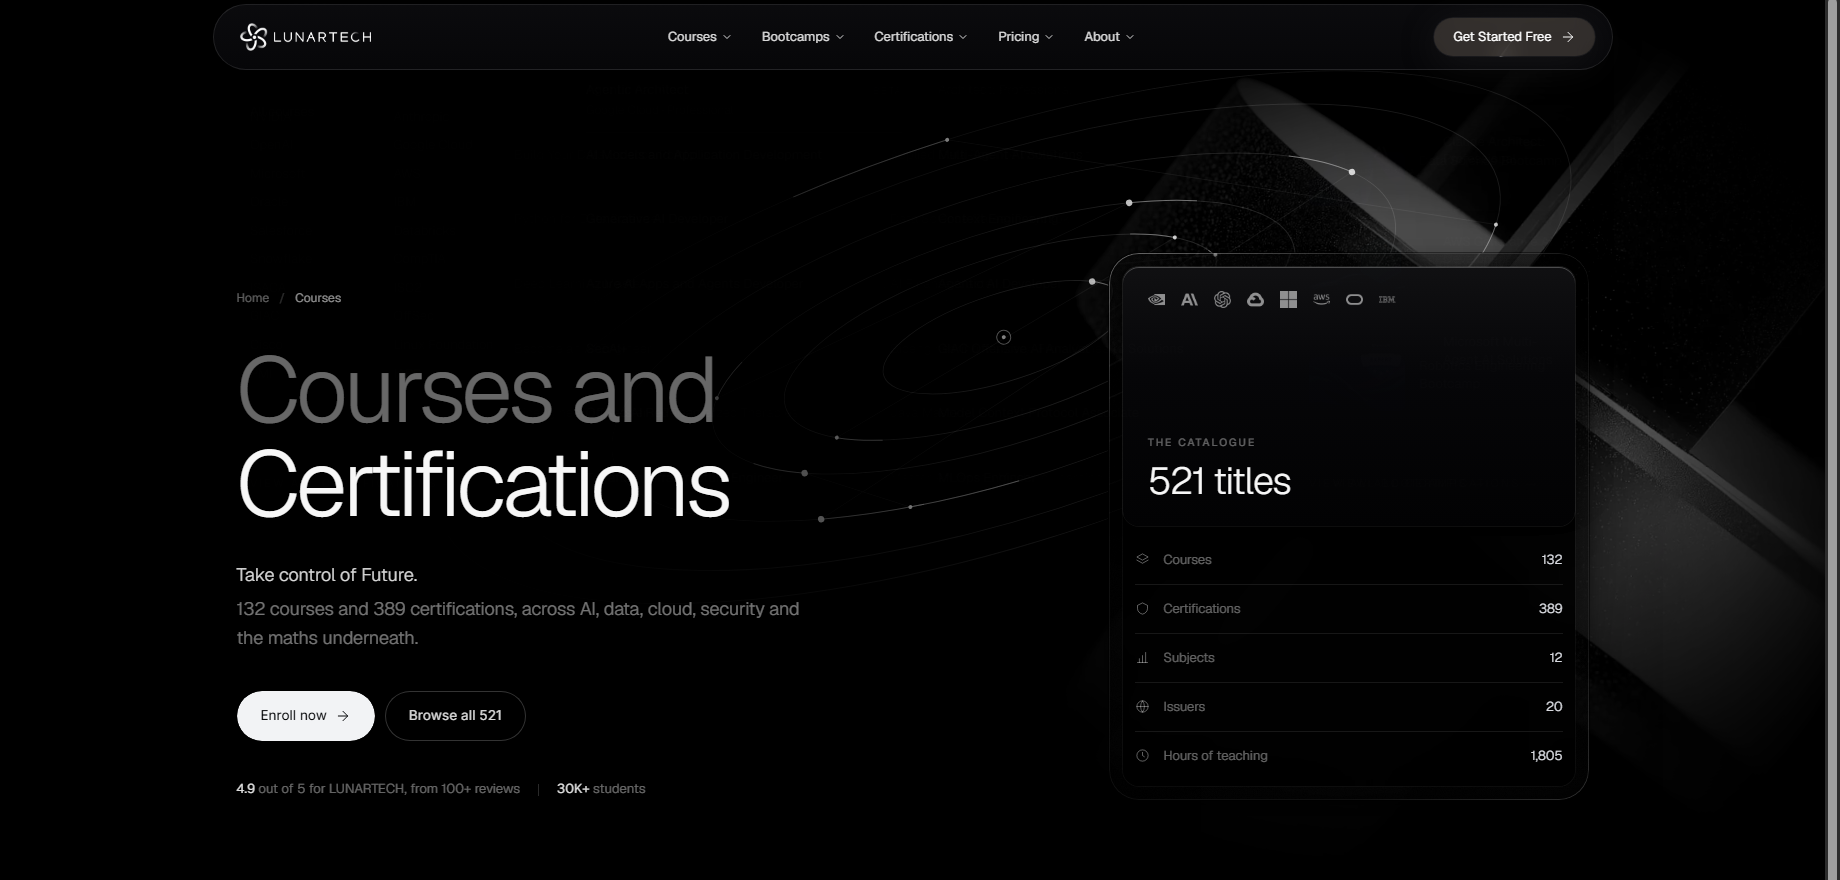 LUNARTECH
Courses
Bootcamps
Certifications
Pricing
About
Get Started Free
Home / Courses
Courses and
Certifications
Take control of Future.
132 courses and 389 certifications, across AI, data, cloud, security and
the maths underneath.
Enroll now
Browse all 521
4.9 out of 5 for LUNARTECH, from 100+ reviews
30K+ students
aws
IBM
THE CATALOGUE
521 titles
Courses 132
Certifications 389
Subjects 12
Issuers 20
Hours of teaching 1,805